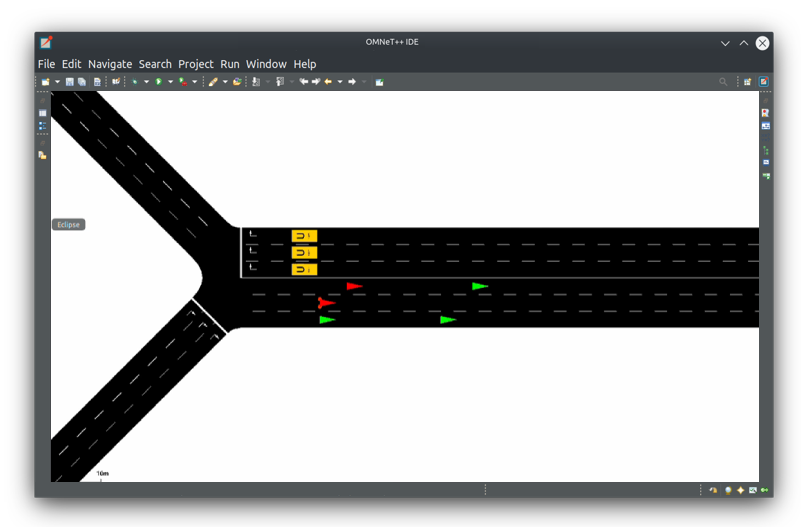 OMNeT++ IDE
File Edit Navigate Search Project Run Window Help
Eclipse
10m